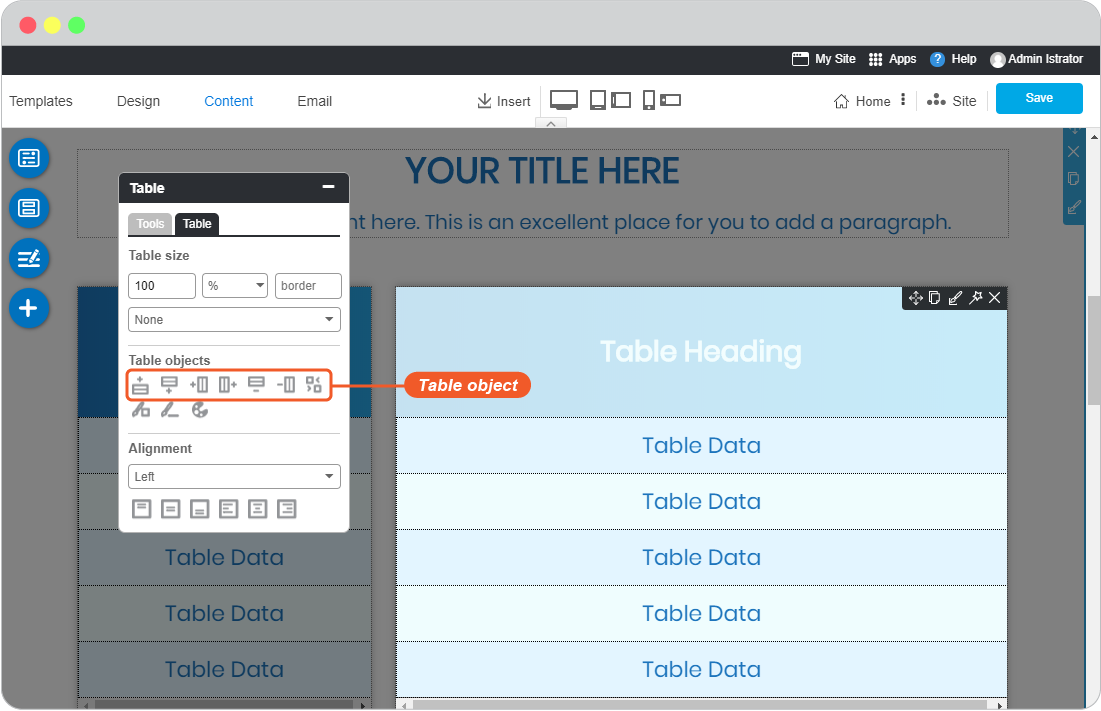 My Site Apps ? Help Admin Istrator
Templates Design Content Email Insert Home Site Save
YOUR TITLE HERE
nt here. This is an excellent place for you to add a paragraph.
Table
Tools Table
Table size
100 % border
None
Table objects
Table object
Alignment
Left
Table Heading
Table Data
Table Data
Table Data Table Data
Table Data Table Data
Table Data Table Data